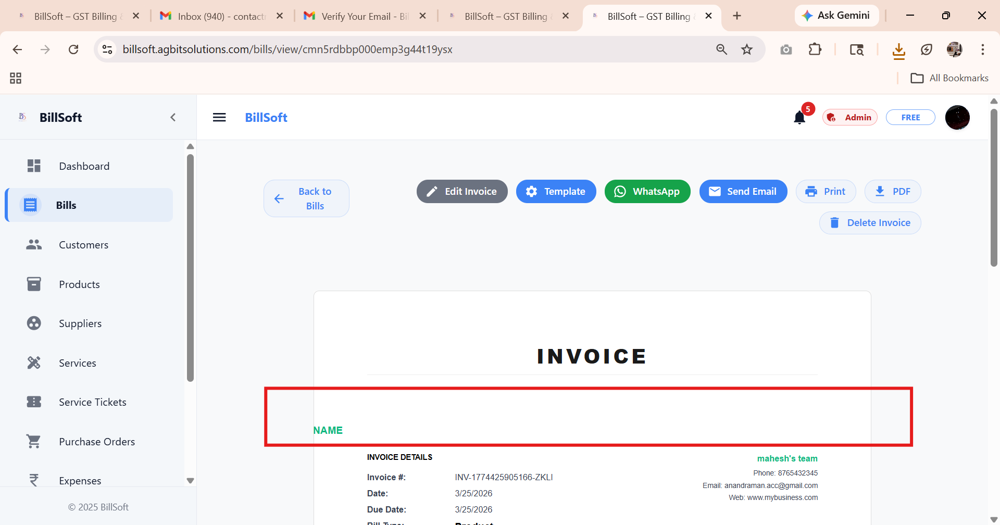 BillSoft – GST Billing &
Inbox (940) - contact
Verify Your Email - Bil
BillSoft – GST Billing
BillSoft – GST Billing
Ask Gemini
billsoft.agbitsolutions.com/bills/view/cmn5rdbbp000emp3g44t19ysx
All Bookmarks
BS BillSoft
BillSoft
5
Admin
FREE
Dashboard
Bills
Customers
Products
Suppliers
Services
Service Tickets
Purchase Orders
Expenses
© 2025 BillSoft
Back to
Bills
Edit Invoice
Template
WhatsApp
Send Email
Print
PDF
Delete Invoice
INVOICE
NAME
INVOICE DETAILS
Invoice #: INV-1774425905166-ZKLI
Date: 3/25/2026
Due Date: 3/25/2026
Bill Type: Product
mahesh's team
Phone: 8765432345
Email: anandraman.acc@gmail.com
Web: www.mybusiness.com